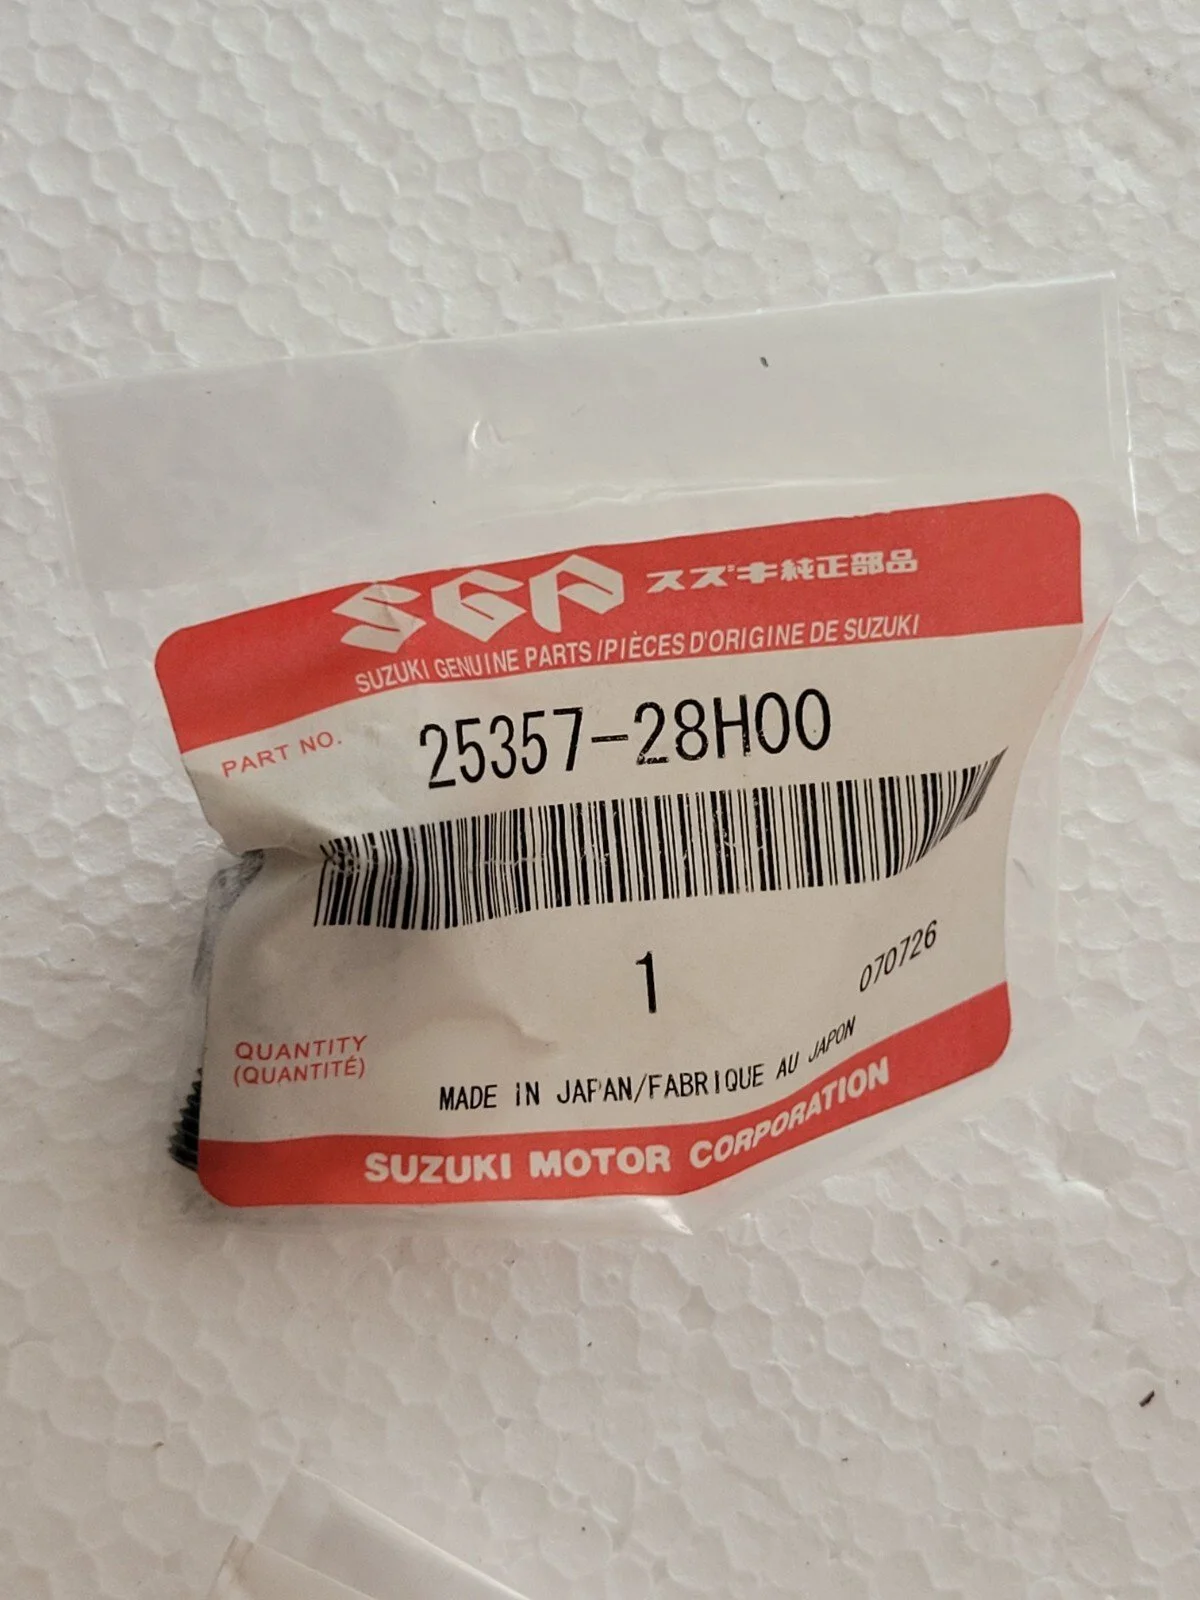 SGP スズキ純正部品
SUZUKI GENUINE PARTS/PIÈCES D'ORIGINE DE SUZUKI
PART NO. 25357-28H00
1
070726
QUANTITY
(QUANTITÉ)
MADE IN JAPAN/FABRIQUE AU JAPON
SUZUKI MOTOR CORPORATION